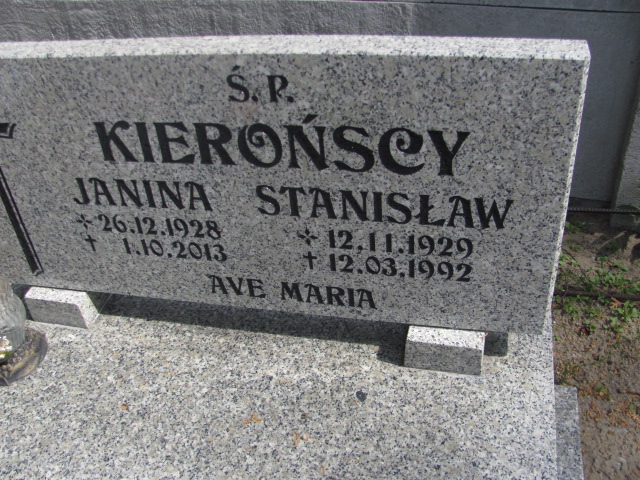 Ś. P.
KIEROŃSCY
JANINA STANISŁAW
26.12.1928 12.11.1929
† 1.10.2013 † 12.03.1992
AVE MARIA